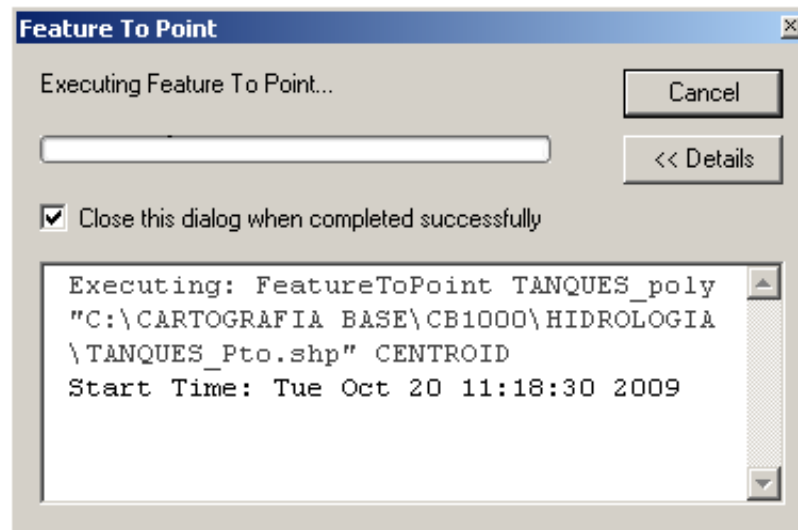 Feature To Point
Executing Feature To Point...
Cancel
<< Details
Close this dialog when completed successfully
Executing: FeatureToPoint TANQUES_poly
"C:\CARTOGRAFIA BASE\CB1000\HIDROLOGIA
\TANQUES_Pto.shp" CENTROID
Start Time: Tue Oct 20 11:18:30 2009